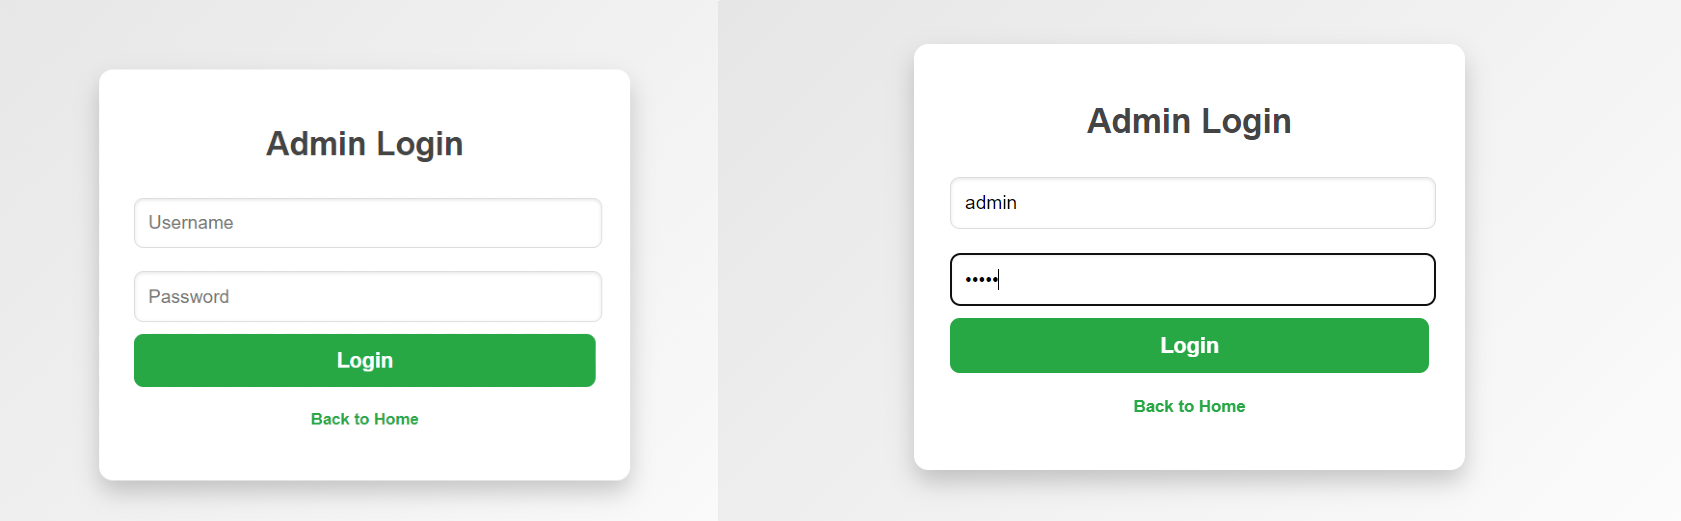 Admin Login
Username
Password
Login
Back to Home
Admin Login
admin
•••••
Login
Back to Home